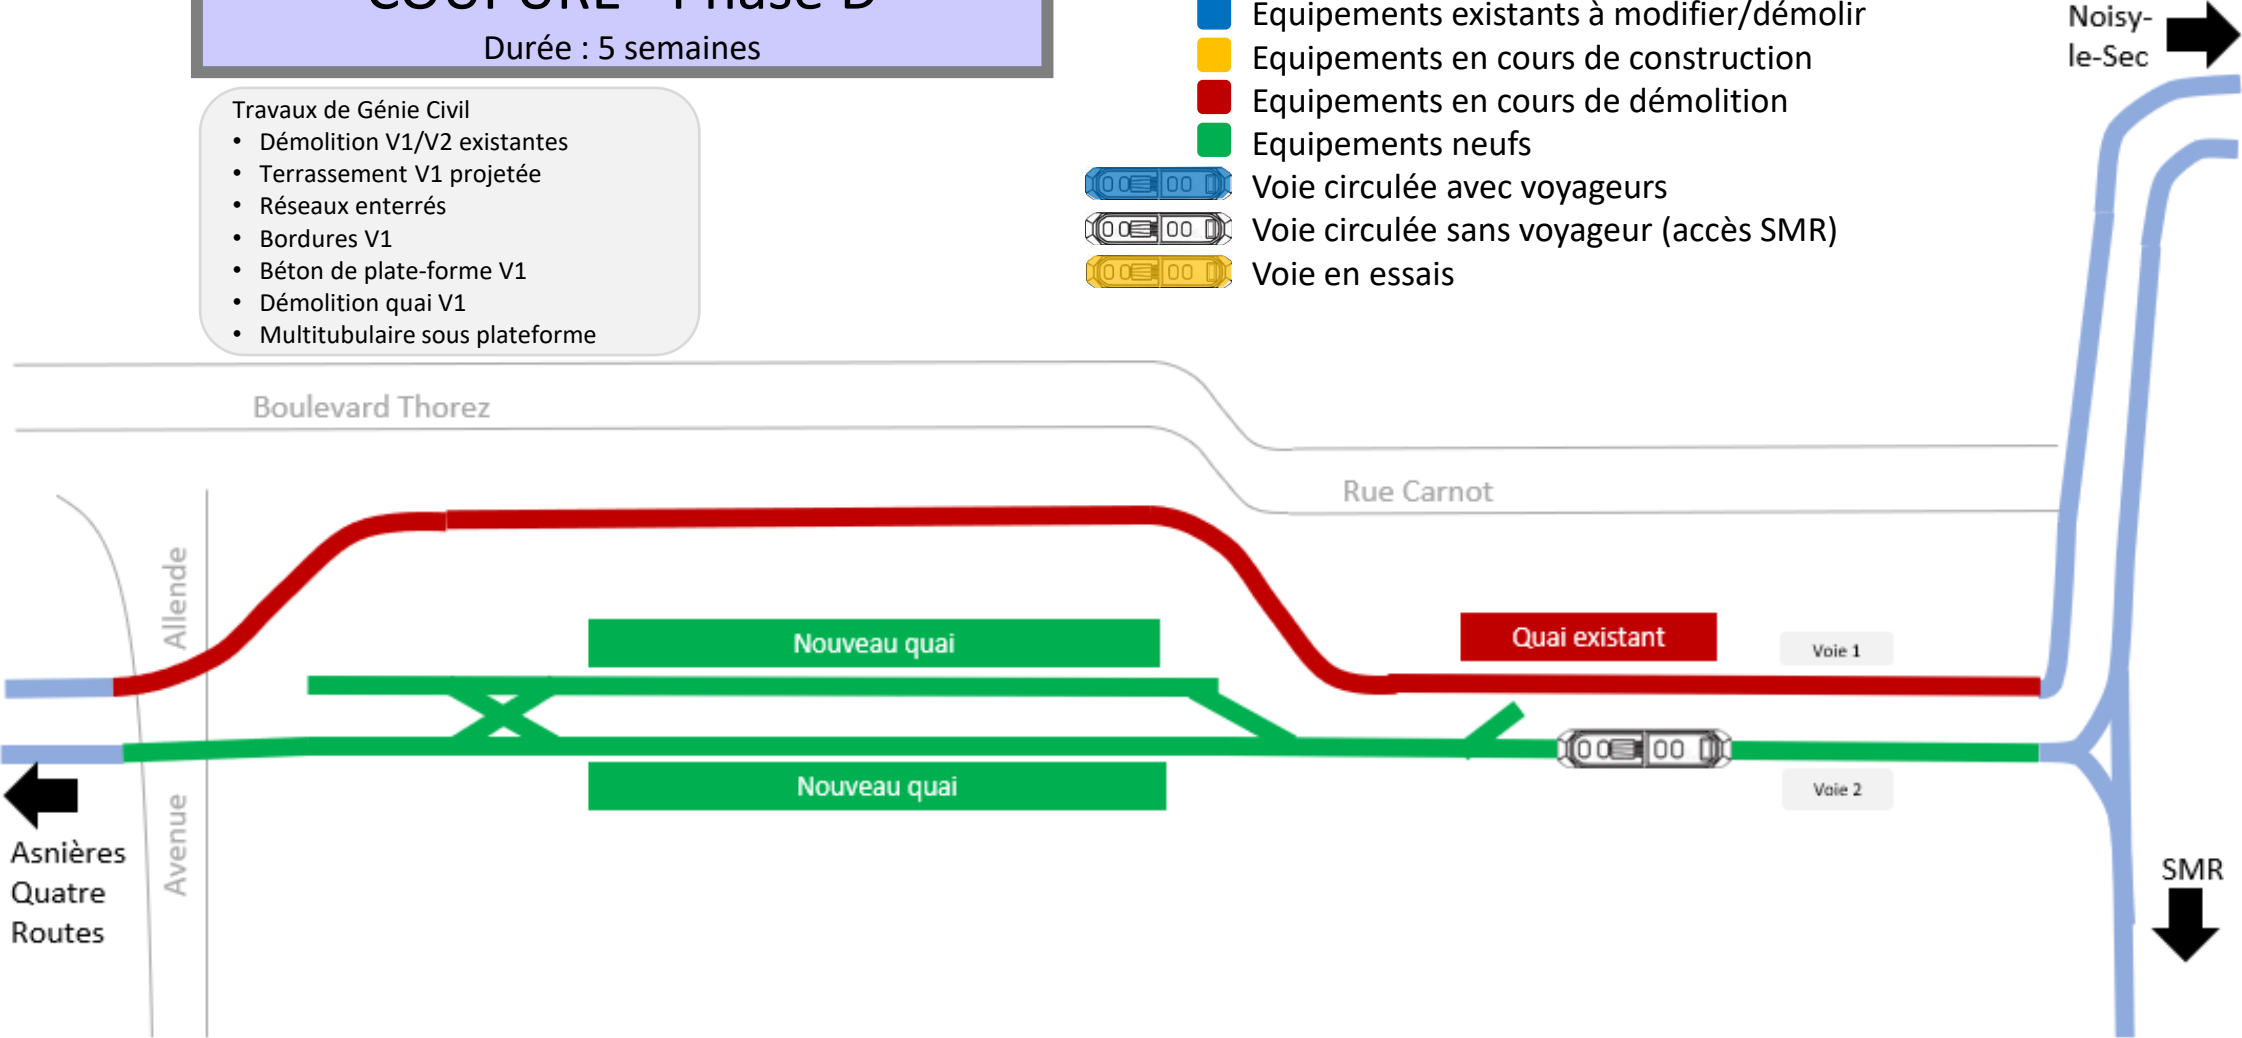 COUPURE - Phase D
Durée : 5 semaines
Travaux de Génie Civil
• Démolition V1/V2 existantes
• Terrassement V1 projetée
• Réseaux enterrés
• Bordures V1
• Béton de plate-forme V1
• Démolition quai V1
• Multitubulaire sous plateforme
Equipements existants à modifier/démolir
Equipements en cours de construction
Equipements en cours de démolition
Equipements neufs
Voie circulée avec voyageurs
Voie circulée sans voyageur (accès SMR)
Voie en essais
Noisy-
le-Sec
Boulevard Thorez
Rue Carnot
Allende
Avenue
Nouveau quai
Quai existant
Voie 1
Nouveau quai
Voie 2
Asnières
Quatre
Routes
SMR